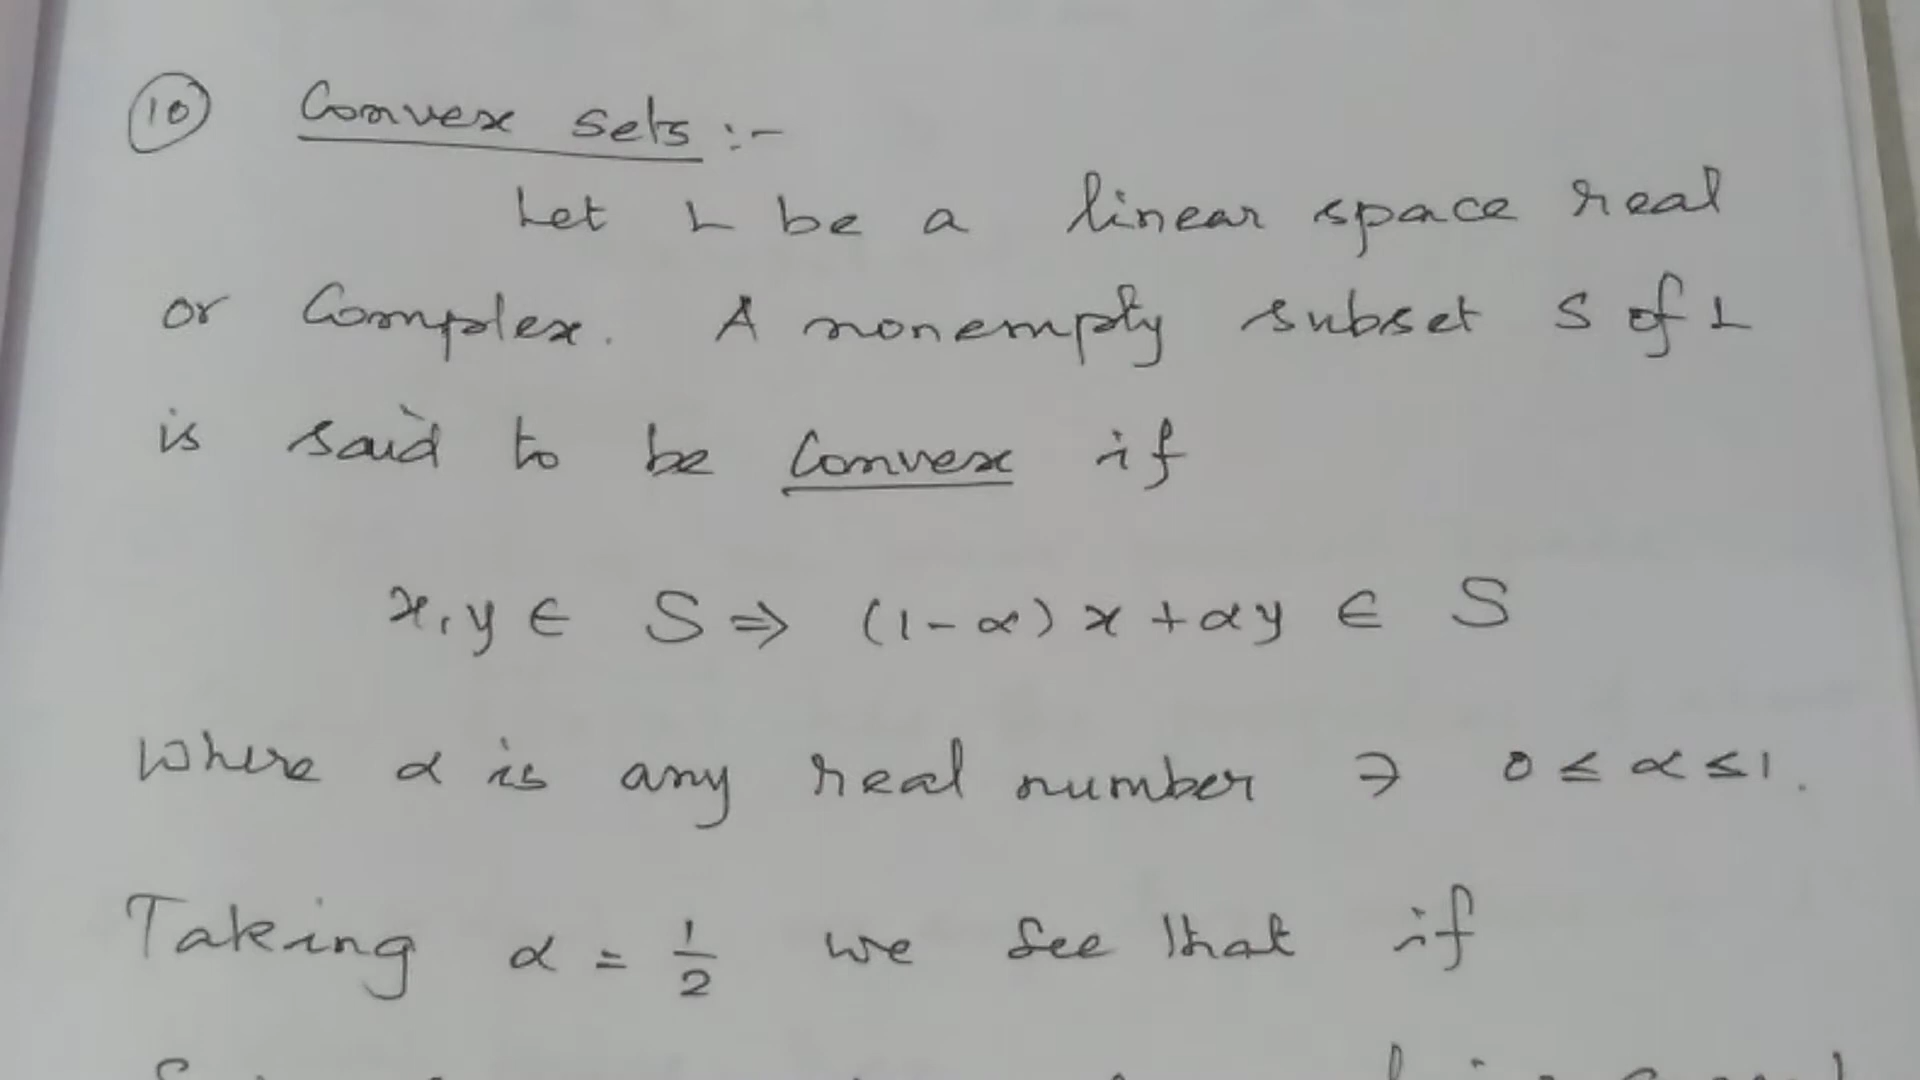 10 Convex sets :-
Let L be a linear space real
or Complex. A nonempty subset S of L
is said to be Convex if
x, y ∈ S ⇒ (1-α) x + αy ∈ S
Where α is any real number ∋ 0 ≤ α ≤ 1.
Taking α = 1/2 we see that if